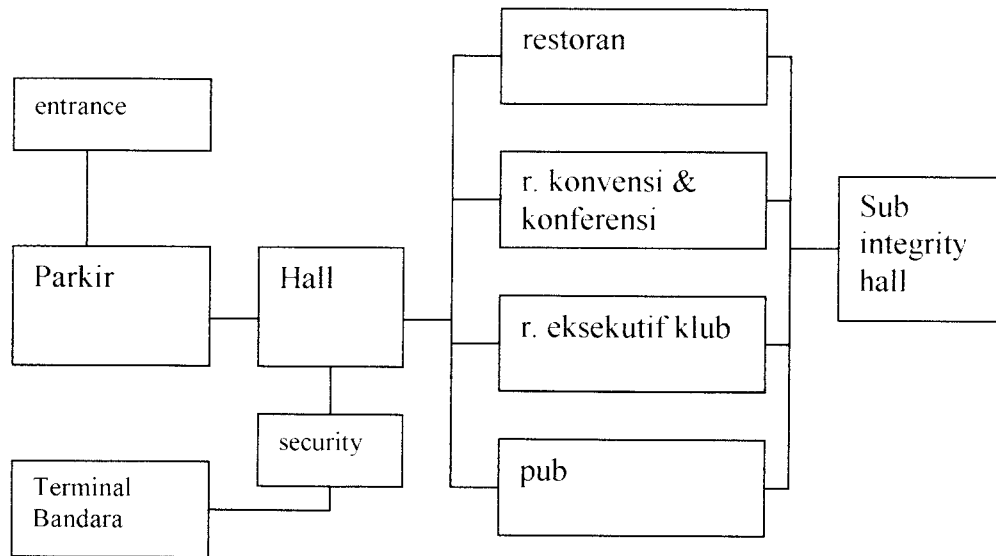 restoran
entrance
r. konvensi &
konferensi
Sub
integrity
hall
Parkir
Hall
r. eksekutif klub
security
pub
Terminal
Bandara